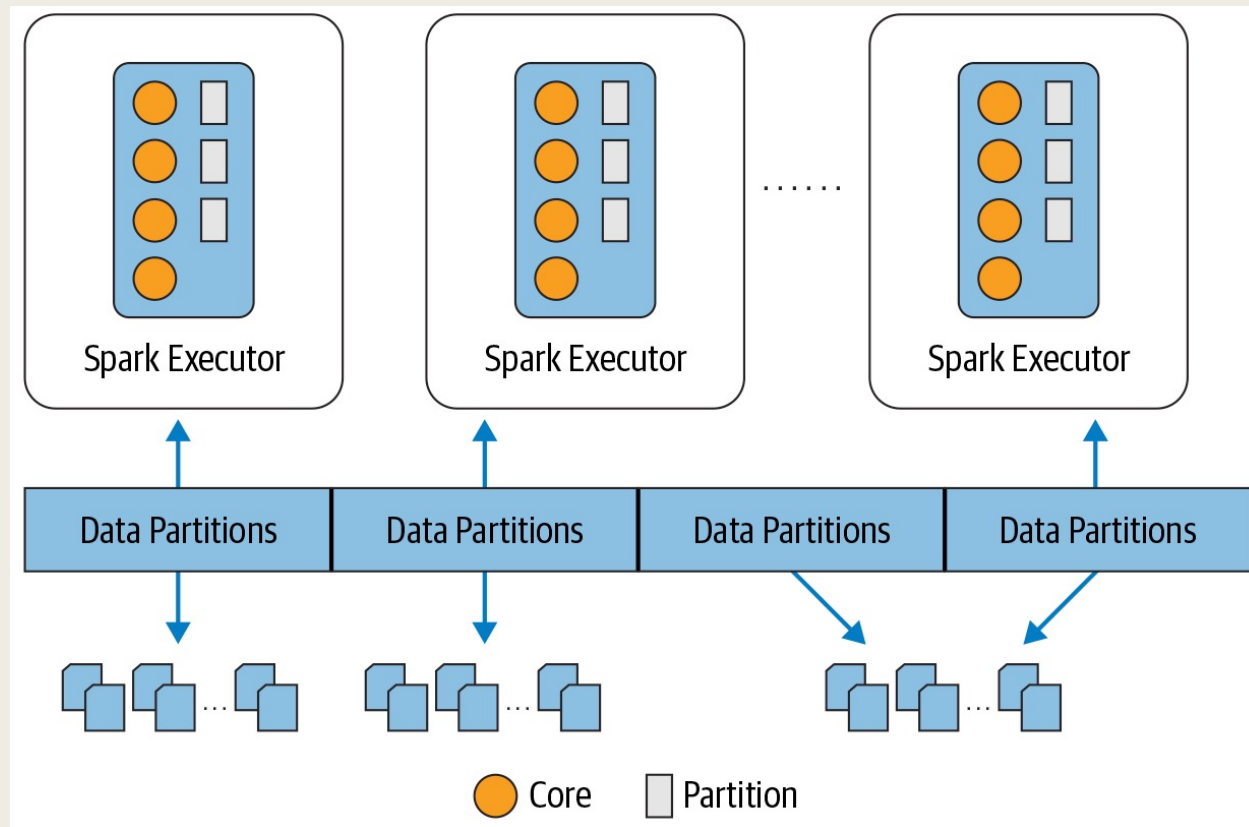 Spark Executor
Spark Executor
......
Spark Executor
Data Partitions
Data Partitions
Data Partitions
Data Partitions
...
...
...
Core
Partition